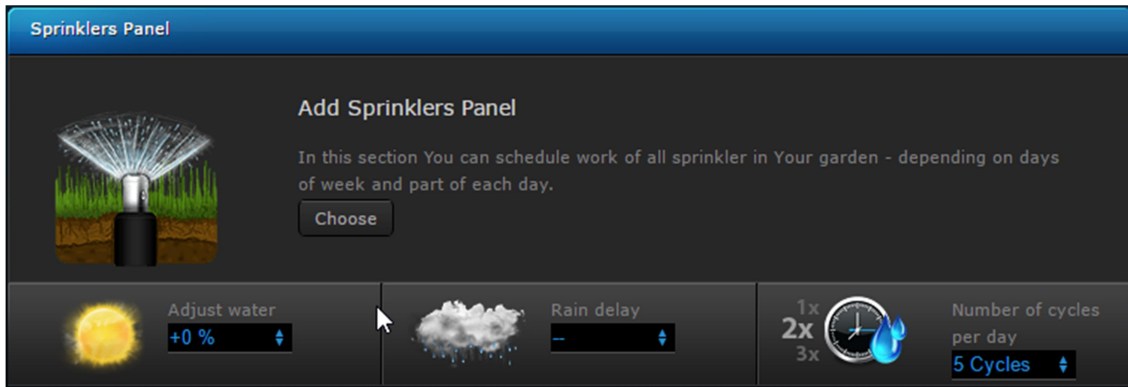 Sprinklers Panel
Add Sprinklers Panel
In this section You can schedule work of all sprinkler in Your garden - depending on days
of week and part of each day.
Choose
Adjust water
+0 %
Rain delay
--
1x
2x
3x
Number of cycles
per day
5 Cycles